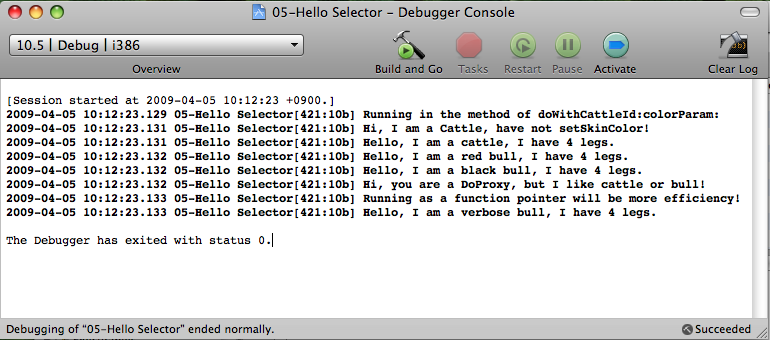 05-Hello Selector – Debugger Console
10.5 | Debug | i386
Overview
Build and Go
Tasks
Restart
Pause
Activate
Clear Log
[Session started at 2009-04-05 10:12:23 +0900.]
2009-04-05 10:12:23.129 05-Hello Selector[421:10b] Running in the method of doWithCattleId:colorParam:
2009-04-05 10:12:23.131 05-Hello Selector[421:10b] Hi, I am a Cattle, have not setSkinColor!
2009-04-05 10:12:23.131 05-Hello Selector[421:10b] Hello, I am a cattle, I have 4 legs.
2009-04-05 10:12:23.132 05-Hello Selector[421:10b] Hello, I am a red bull, I have 4 legs.
2009-04-05 10:12:23.132 05-Hello Selector[421:10b] Hello, I am a black bull, I have 4 legs.
2009-04-05 10:12:23.132 05-Hello Selector[421:10b] Hi, you are a DoProxy, but I like cattle or bull!
2009-04-05 10:12:23.133 05-Hello Selector[421:10b] Running as a function pointer will be more efficiency!
2009-04-05 10:12:23.133 05-Hello Selector[421:10b] Hello, I am a verbose bull, I have 4 legs.
The Debugger has exited with status 0.
Debugging of “05-Hello Selector” ended normally.
Succeeded